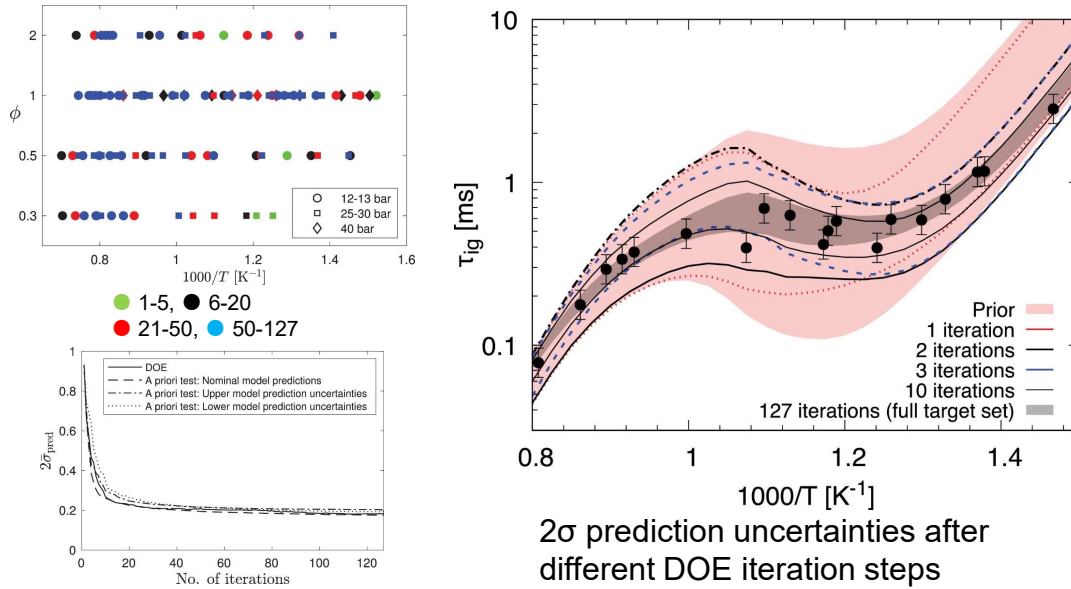 2
1
0.5
0.3
ϕ
0.8
1
1.2
1.4
1.6
1000/T [K⁻¹]
12-13 bar
25-30 bar
40 bar
1-5,
6-20
21-50,
50-127
1
0.8
0.6
0.4
0.2
0
2σ̄pred
0
20
40
60
80
100
120
No. of iterations
DOE
A priori test: Nominal model predictions
A priori test: Upper model prediction uncertainties
A priori test: Lower model prediction uncertainties
10
1
0.1
τig [ms]
0.8
1
1.2
1.4
1000/T [K⁻¹]
Prior
1 iteration
2 iterations
3 iterations
10 iterations
127 iterations (full target set)
2σ prediction uncertainties after
different DOE iteration steps